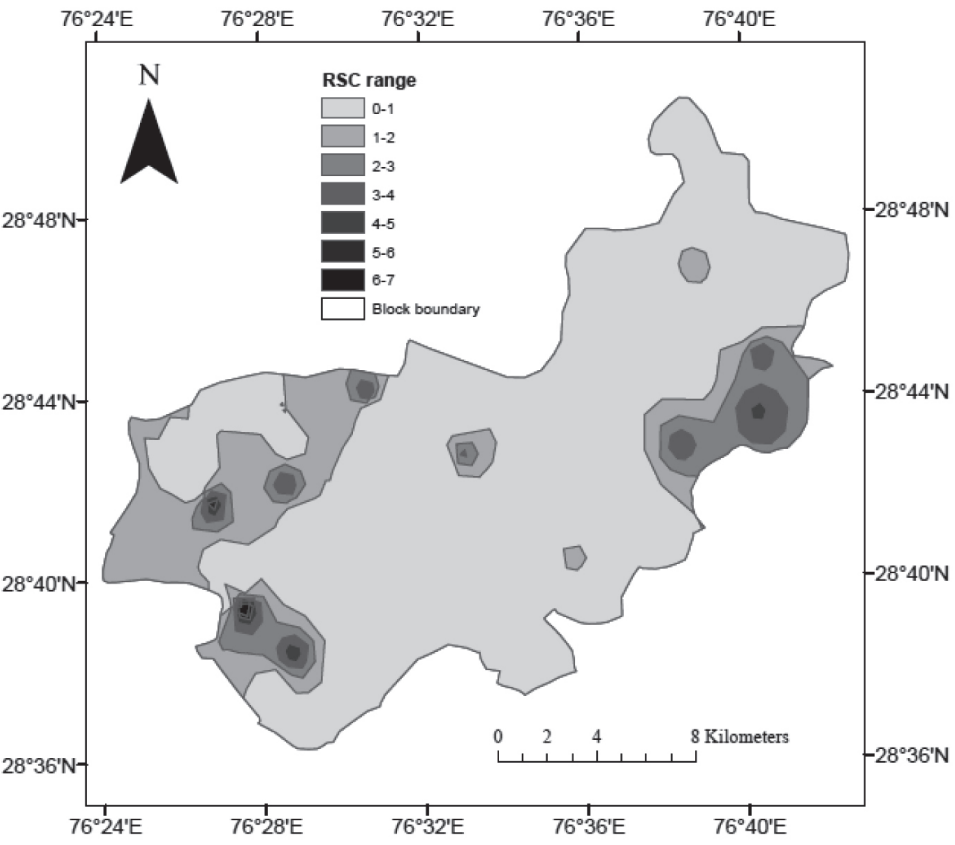 76°24'E 76°28'E 76°32'E 76°36'E 76°40'E
N
RSC range
0-1
1-2
2-3
3-4
4-5
5-6
6-7
Block boundary
28°48'N 28°48'N
28°44'N 28°44'N
28°40'N 28°40'N
0 2 4 8 Kilometers
28°36'N 28°36'N
76°24'E 76°28'E 76°32'E 76°36'E 76°40'E